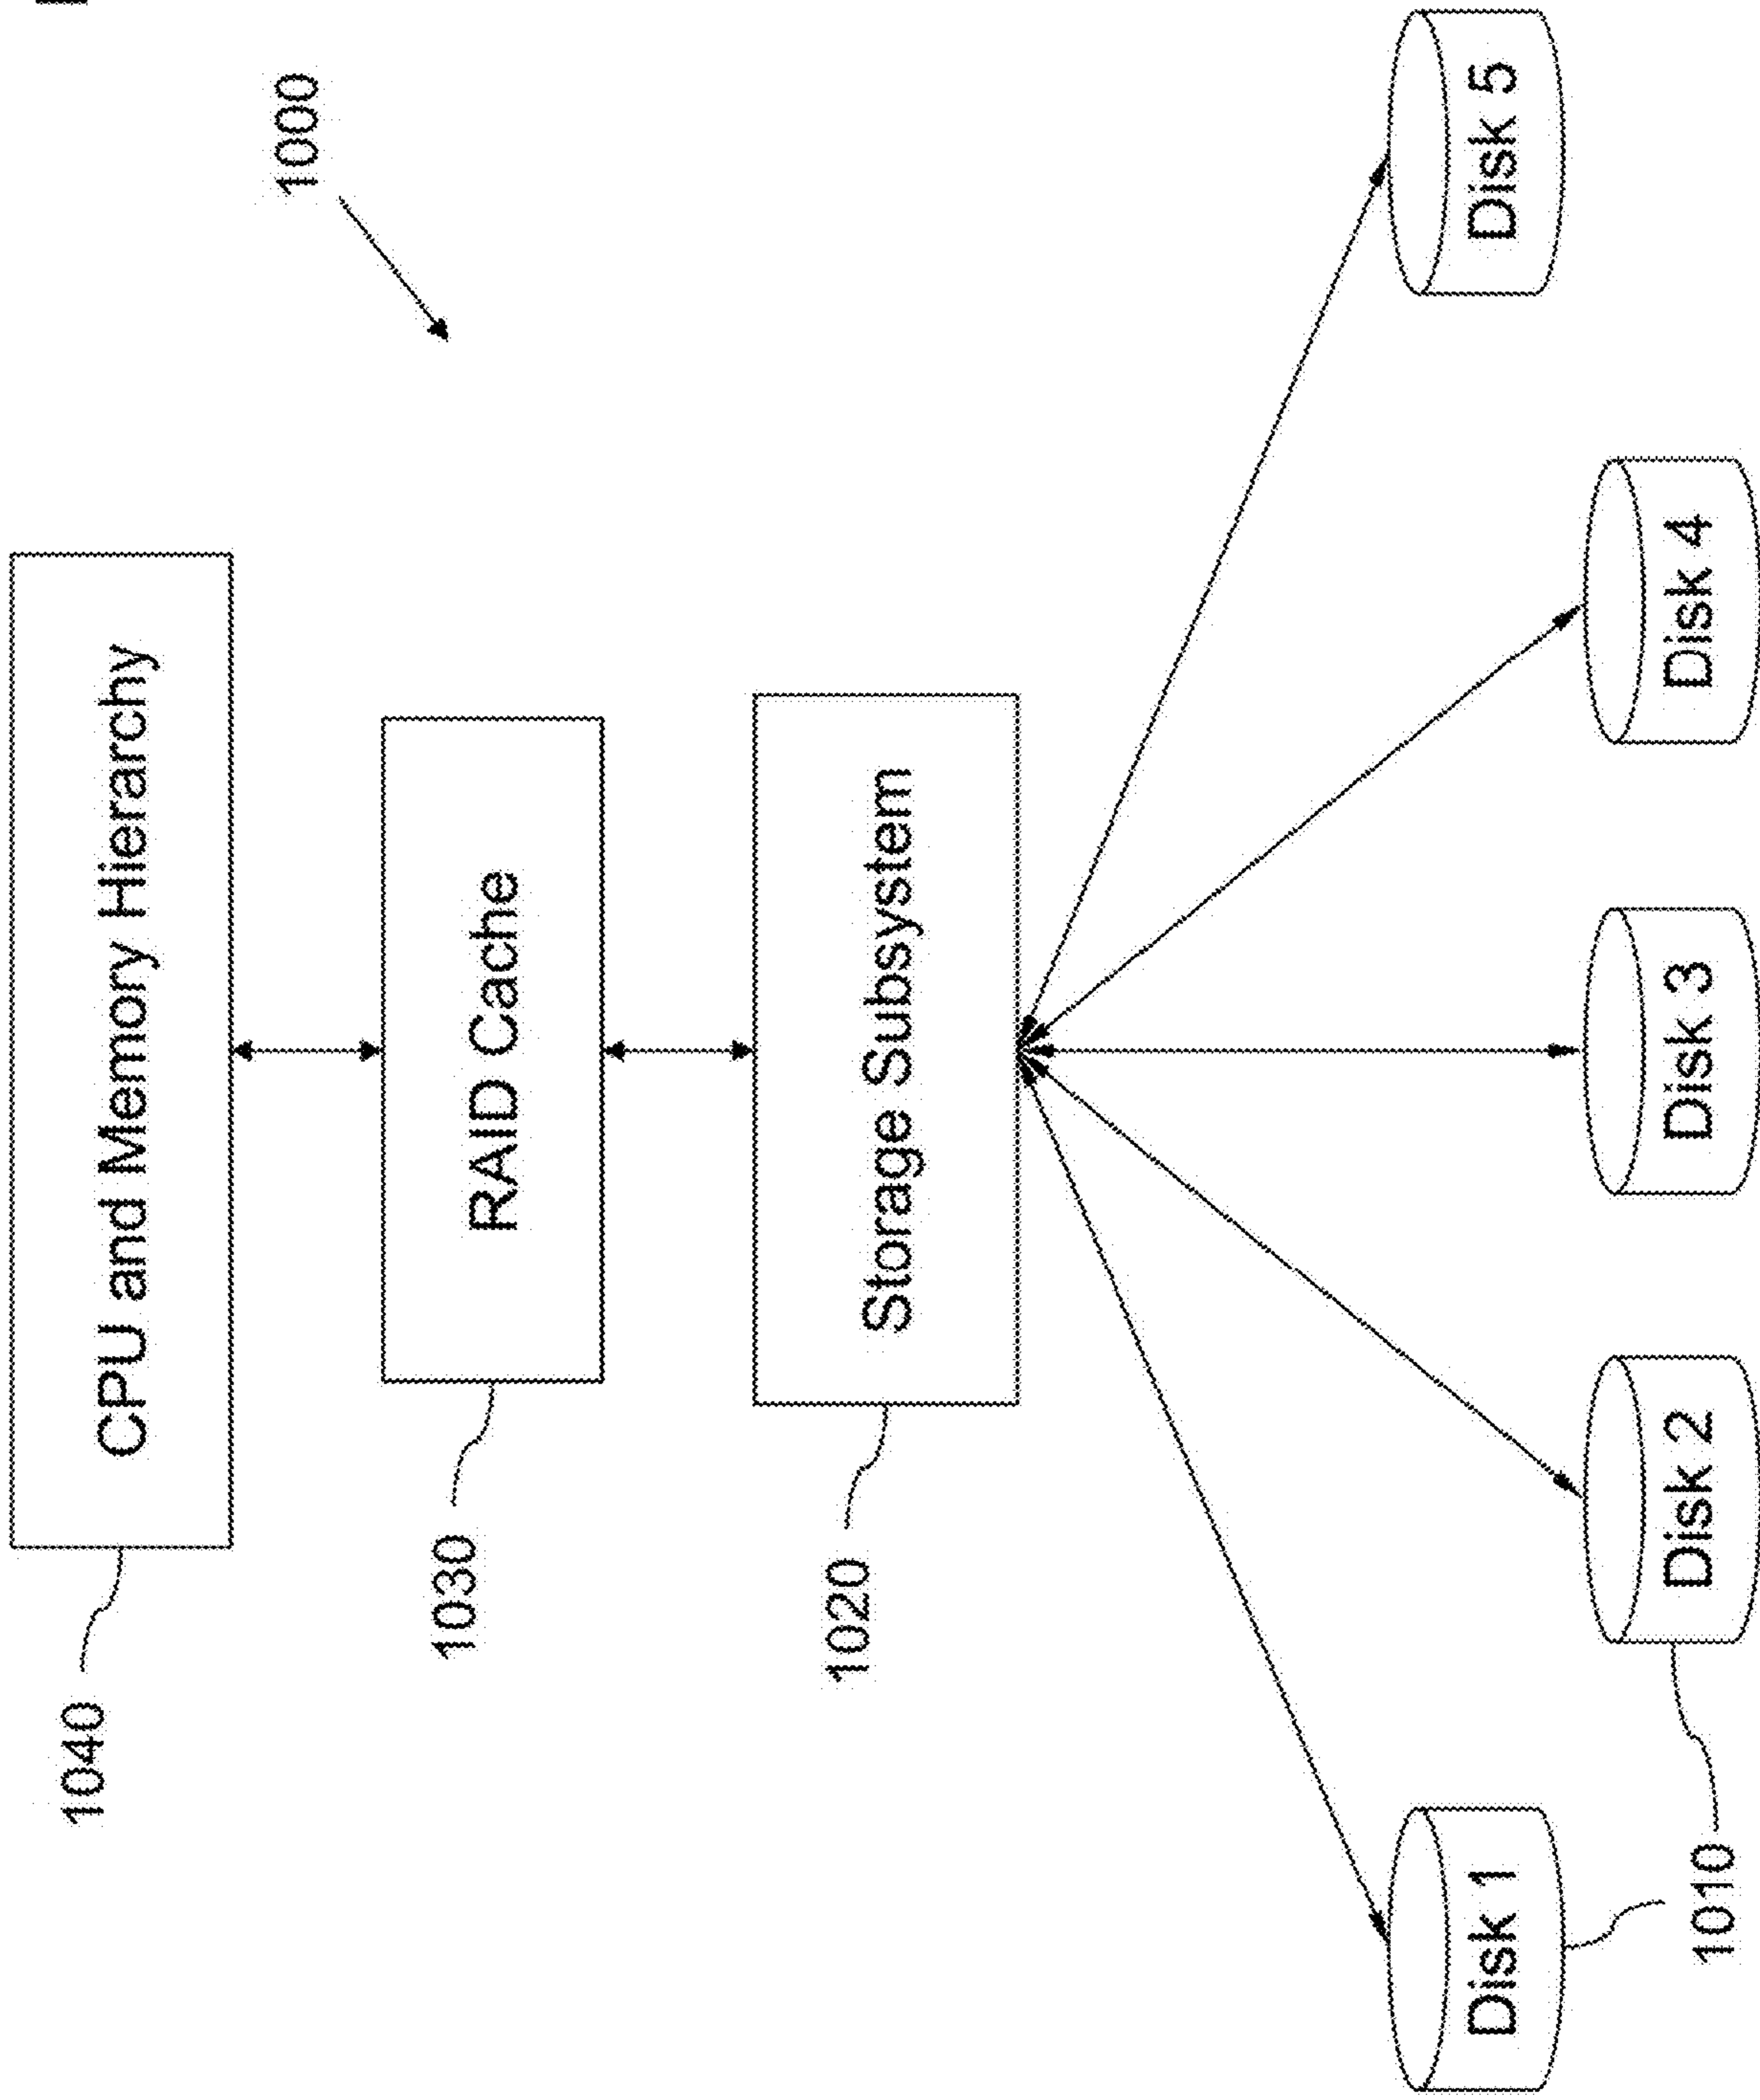 1000
1040
CPU and Memory Hierarchy
1030
RAID Cache
1020
Storage Subsystem
Disk 1
Disk 2
Disk 3
Disk 4
Disk 5
1010